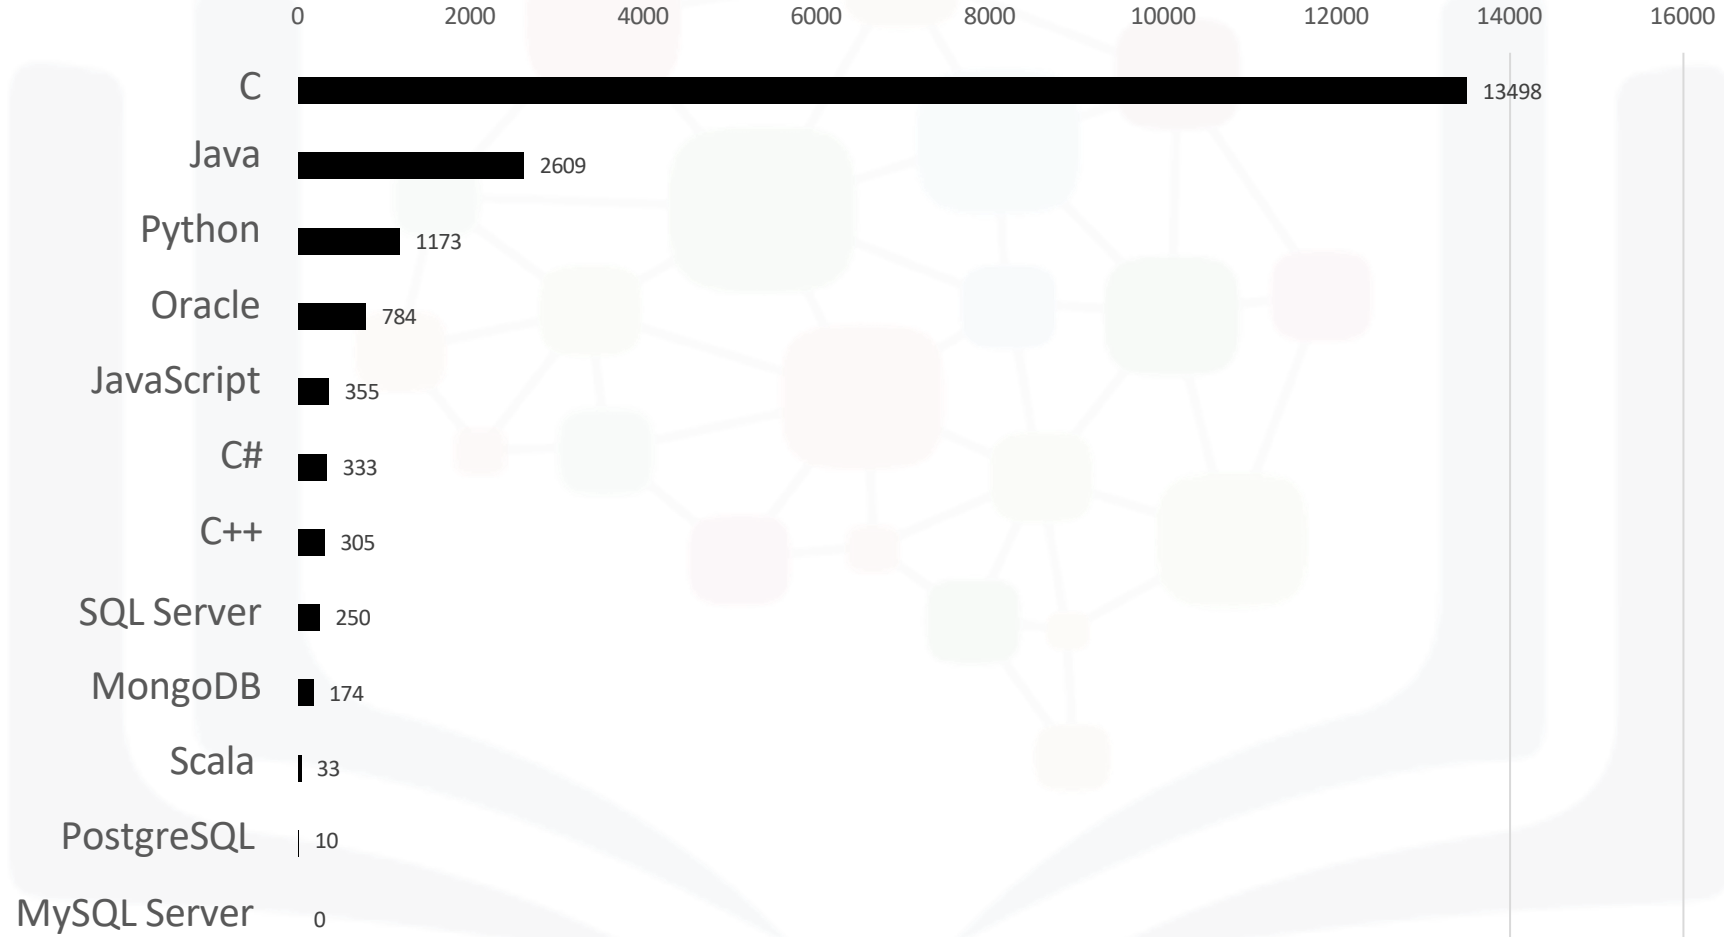 0 2000 4000 6000 8000 10000 12000 14000 16000
C 13498
Java 2609
Python 1173
Oracle 784
JavaScript 355
C# 333
C++ 305
SQL Server 250
MongoDB 174
Scala 33
PostgreSQL 10
MySQL Server 0